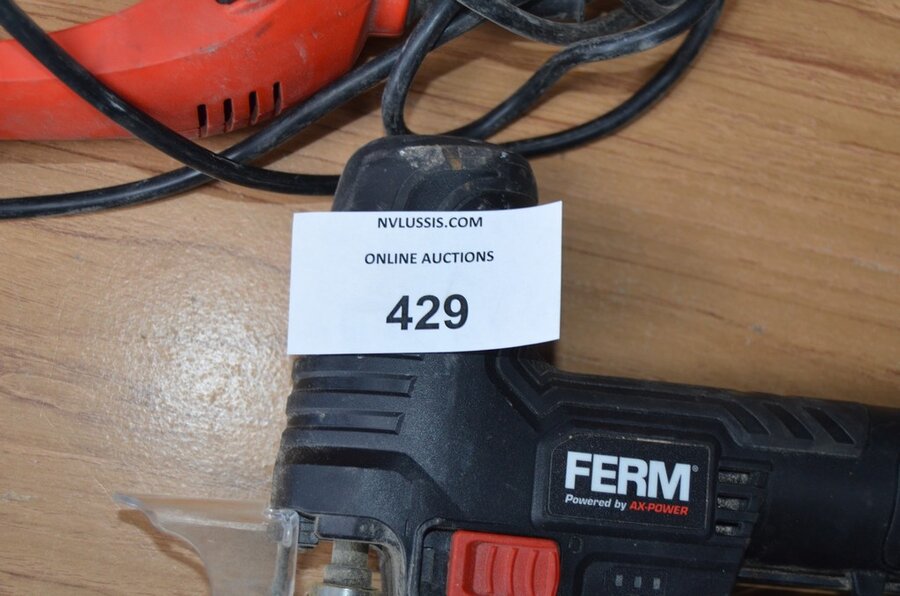 NVLUSSIS.COM
ONLINE AUCTIONS
429
FERM®
Powered by AX-POWER